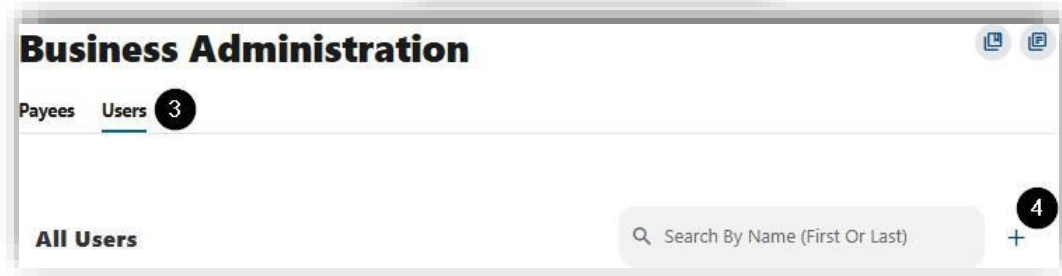 Business Administration
Payees Users 3
4
All Users Search By Name (First Or Last) +